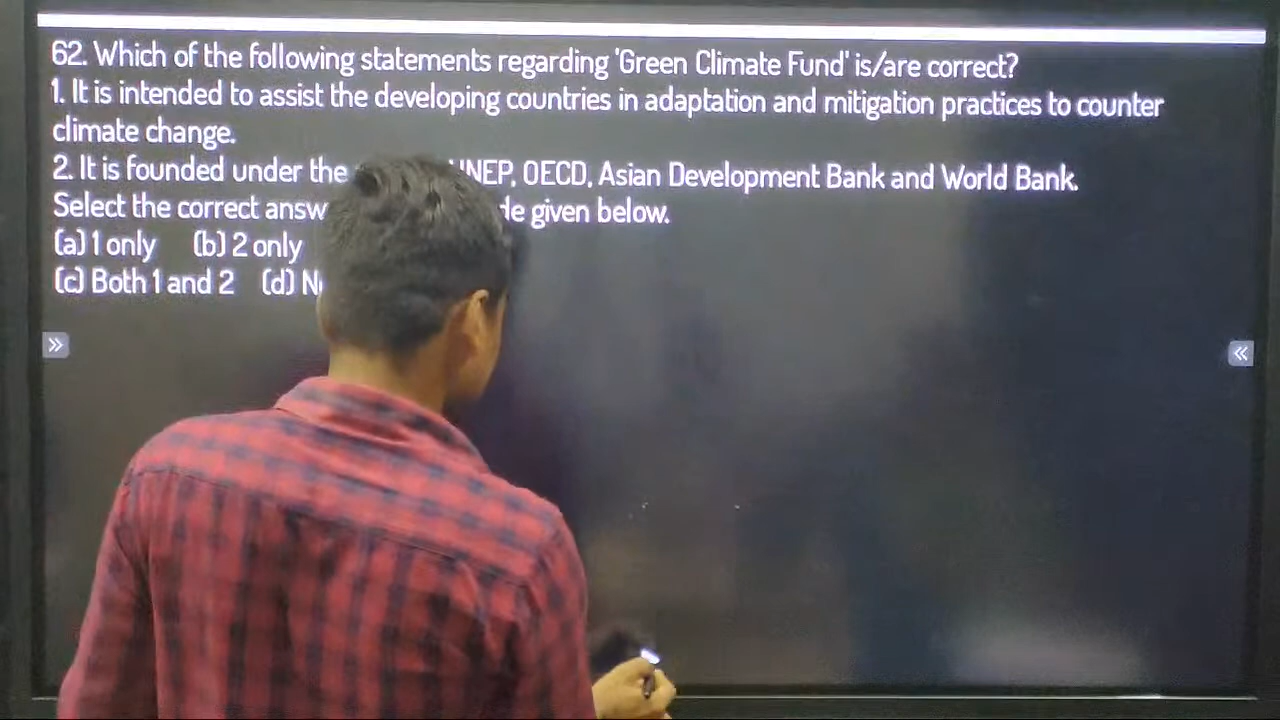 62. Which of the following statements regarding 'Green Climate Fund' is/are correct?
1. It is intended to assist the developing countries in adaptation and mitigation practices to counter
climate change.
2. It is founded under the OECD, Asian Development Bank and World Bank.
Select the correct given below.
(a) 1 only (b) 2 only
(c) Both 1 and 2 (d)